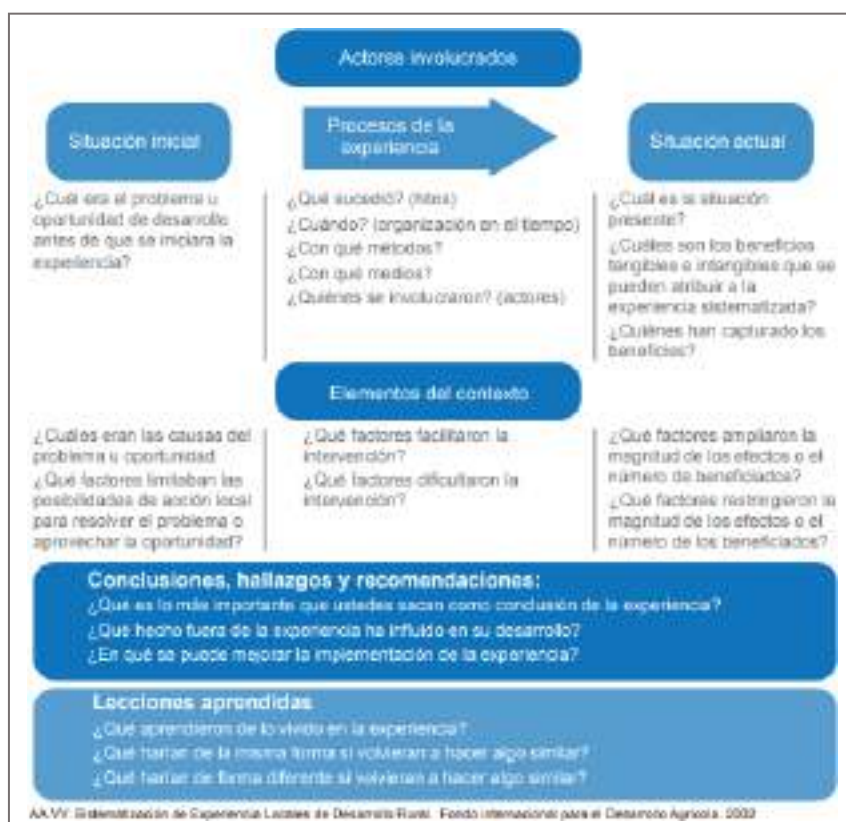 Actores involucrados
Situación inicial
Procesos de la
experiencia
Situación actual
¿Cuál era el problema u
oportunidad de desarrollo
antes de que se iniciara la
experiencia?
¿Qué sucedió? (hitos)
¿Cuándo? (organización en el tiempo)
¿Con qué métodos?
¿Con qué medios?
¿Quiénes se involucraron? (actores)
¿Cuál es la situación
presente?
¿Cuáles son los beneficios
tangibles e intangibles que se
pueden atribuir a la
experiencia sistematizada?
¿Quiénes han capturado los
beneficios?
Elementos del contexto
¿Cuáles eran las causas del
problema u oportunidad
¿Qué factores limitaban las
posibilidades de acción local
para resolver el problema o
aprovechar la oportunidad?
¿Qué factores facilitaron la
intervención?
¿Qué factores dificultaron la
intervención?
¿Qué factores ampliaron la
magnitud de los efectos o el
número de beneficiados?
¿Qué factores restringieron la
magnitud de los efectos o el
número de los beneficiados?
Conclusiones, hallazgos y recomendaciones:
¿Qué es lo más importante que ustedes sacan como conclusión de la experiencia?
¿Qué hecho fuera de la experiencia ha influido en su desarrollo?
¿En qué se puede mejorar la implementación de la experiencia?
Lecciones aprendidas
¿Qué aprendieron de lo vivido en la experiencia?
¿Qué harían de la misma forma si volvieran a hacer algo similar?
¿Qué harían de forma diferente si volvieran a hacer algo similar?
AA.VV. Sistematización de Experiencia Locales de Desarrollo Rural. Fondo Internacional para el Desarrollo Agrícola. 2002